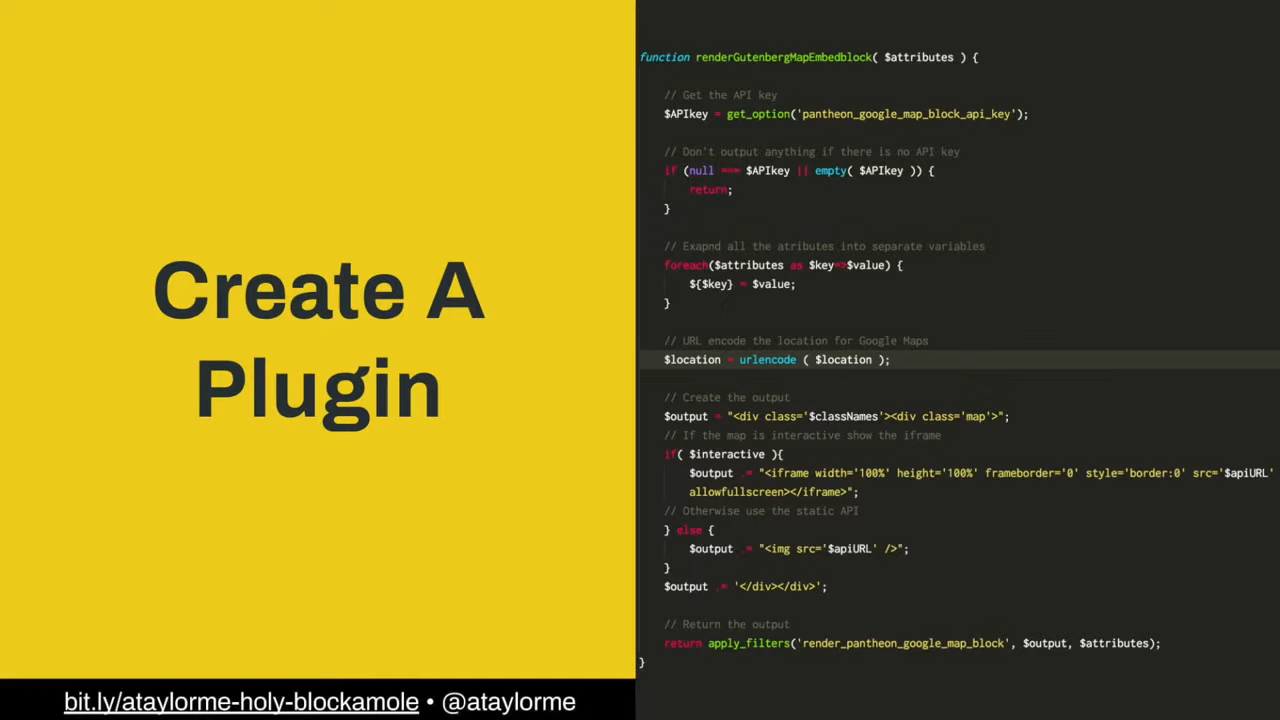 Create A
Plugin
bit.ly/ataylorme-holy-blockamole • @ataylorme
function renderGutenbergMapEmbedblock( $attributes ) {
// Get the API key
$APIkey = get_option('pantheon_google_map_block_api_key');
// Don't output anything if there is no API key
if (null === $APIkey || empty( $APIkey )) {
return;
}
// Exapnd all the atributes into separate variables
foreach($attributes as $key=>$value) {
${$key} = $value;
}
// URL encode the location for Google Maps
$location = urlencode ( $location );
// Create the output
$output = "<div class='$classNames'><div class='map'>";
// If the map is interactive show the iframe
if( $interactive ){
$output .= "<iframe width='100%' height='100%' frameborder='0' style='border:0' src='$apiURL'
allowfullscreen></iframe>";
// Otherwise use the static API
} else {
$output .= "<img src='$apiURL' />";
}
$output .= '</div></div>';
// Return the output
return apply_filters('render_pantheon_google_map_block', $output, $attributes);
}